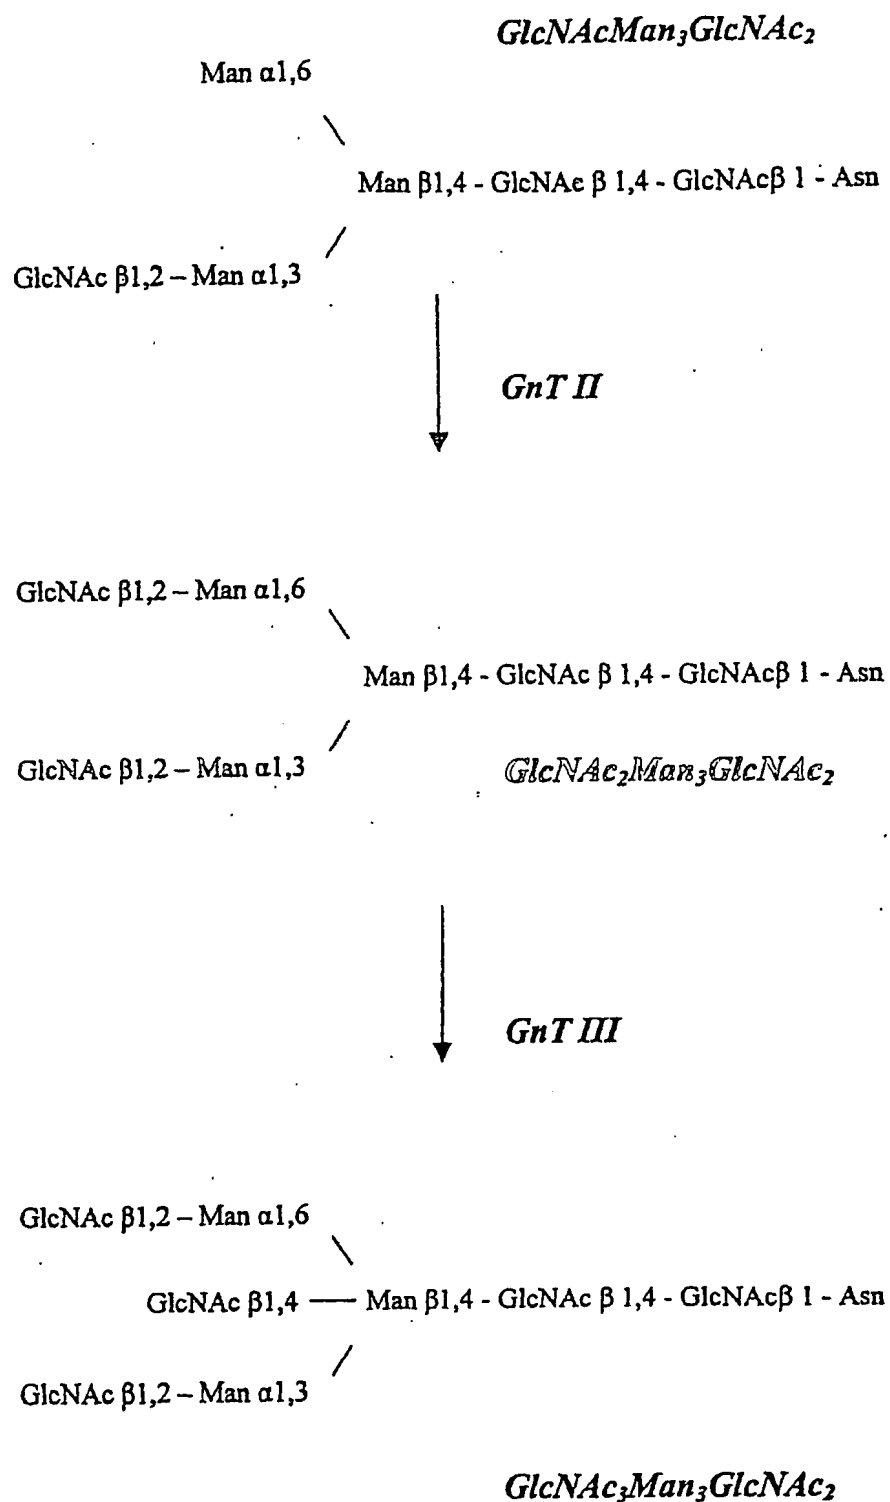 GlcNAcMan₃GlcNAc₂
Man α1,6
\
Man β1,4 - GlcNAc β 1,4 - GlcNAcβ 1 - Asn
/
GlcNAc β1,2 – Man α1,3
GnT II
GlcNAc β1,2 – Man α1,6
\
Man β1,4 - GlcNAc β 1,4 - GlcNAcβ 1 - Asn
/
GlcNAc β1,2 – Man α1,3
GlcNAc₂Man₃GlcNAc₂
GnT III
GlcNAc β1,2 – Man α1,6
\
GlcNAc β1,4 — Man β1,4 - GlcNAc β 1,4 - GlcNAcβ 1 - Asn
/
GlcNAc β1,2 – Man α1,3
GlcNAc₃Man₃GlcNAc₂